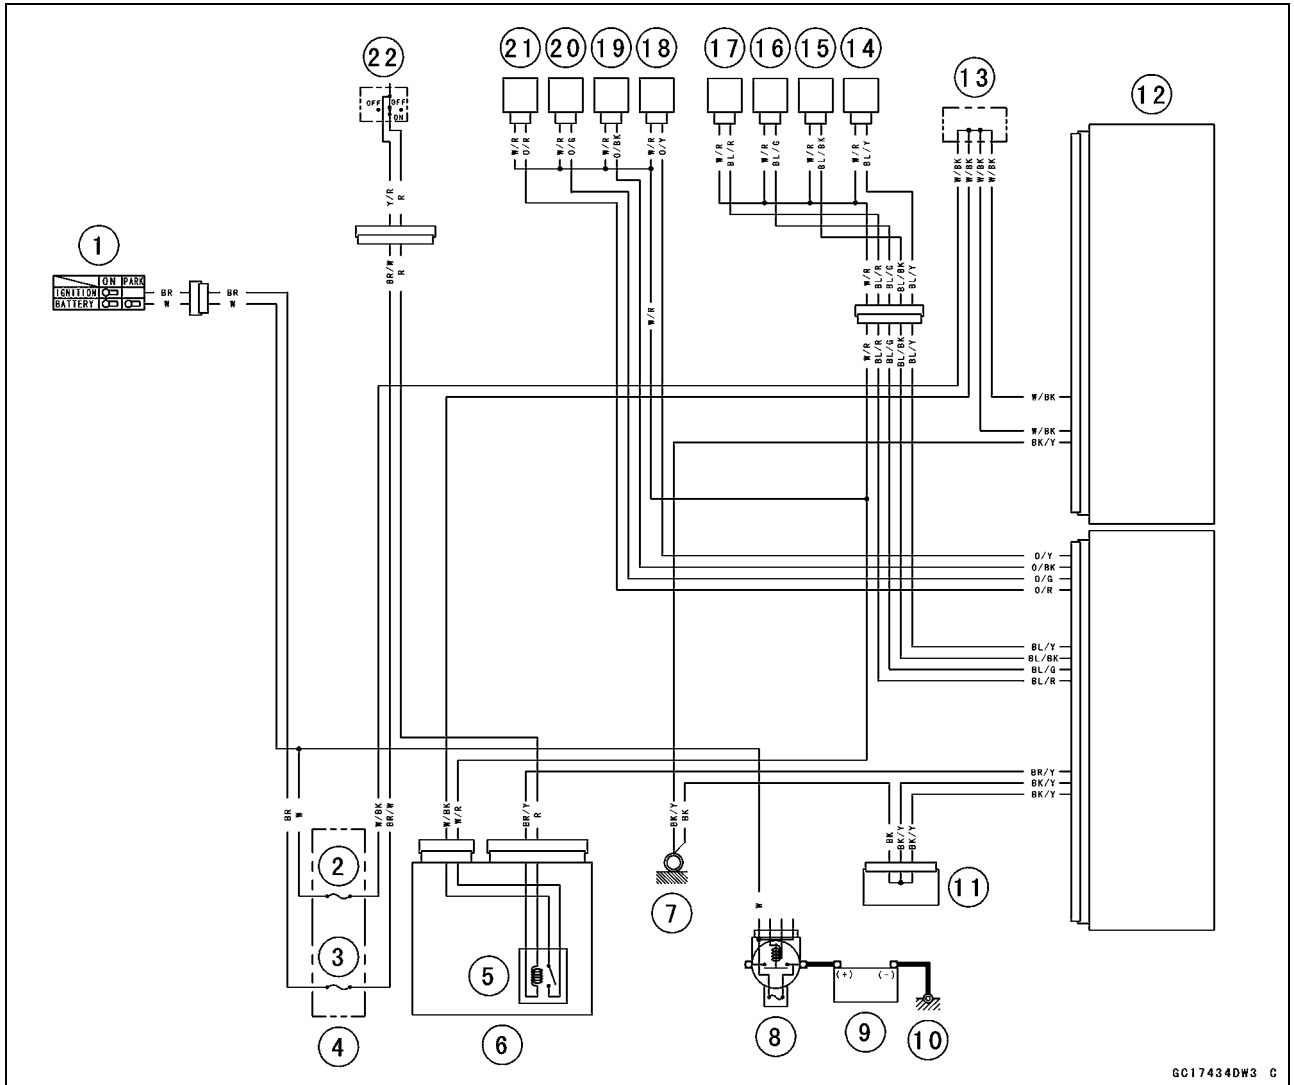 22
21
20
19
18
17
16
15
14
13
12
OFF
OFF
ON
W/R
O/R
W/R
O/G
W/R
O/BK
W/R
O/Y
W/R
BL/R
W/R
BL/G
W/R
BL/BK
W/R
BL/Y
W/BK
W/BK
W/BK
W/BK
Y/R
R
1
ON PARK
IGNITION
BATTERY
BR
W
BR
W
BR/W
R
W/R
BL/R
BL/G
BL/BK
BL/Y
W/R
W/R
BL/R
BL/G
BL/BK
BL/Y
W/BK
W/BK
BK/Y
O/Y
O/BK
O/G
O/R
BL/Y
BL/BK
BL/G
BL/R
BR/Y
BK/Y
BK/Y
BR
W
W/BK
BR/W
W/BK
W/R
BR/Y
R
BK/Y
BK
BK
BK/Y
BK/Y
W
2
3
4
5
6
7
8
(+) (-)
9
10
11
GC17434DW3 C